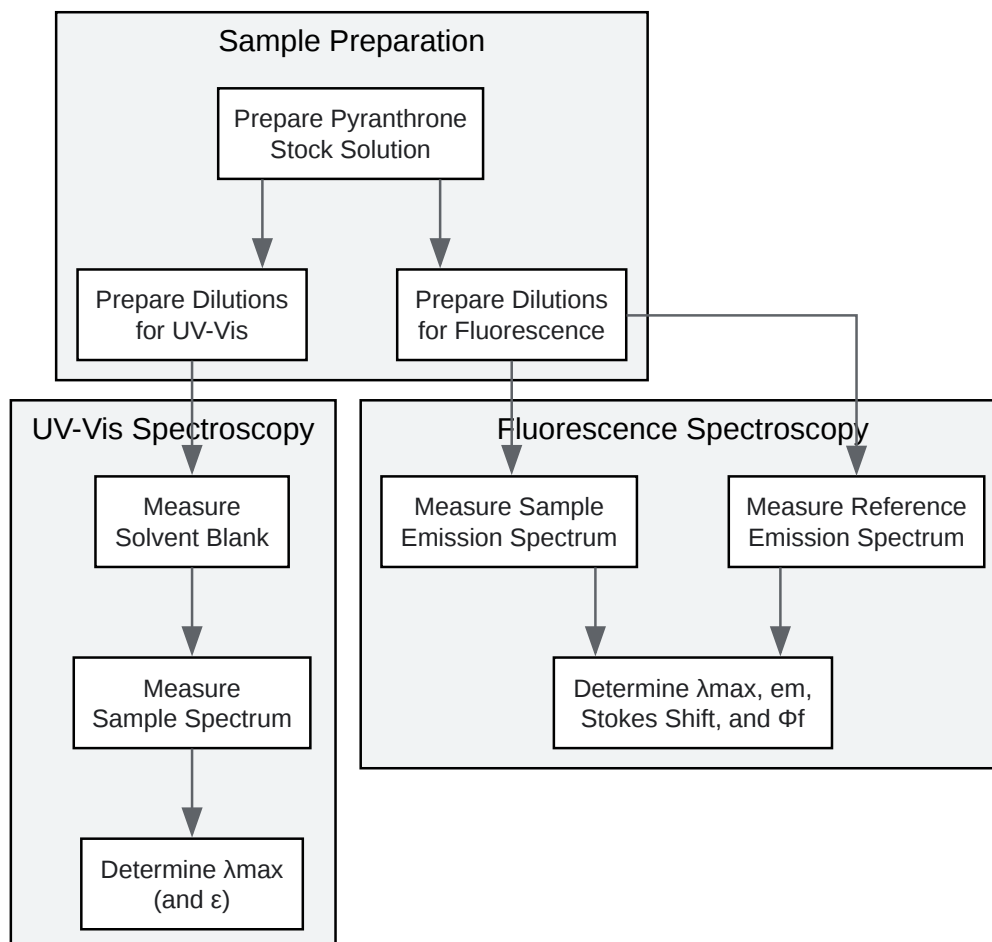 Sample Preparation
Prepare Pyranthrone
Stock Solution
Prepare Dilutions
for UV-Vis
Prepare Dilutions
for Fluorescence
UV-Vis Spectroscopy
Measure
Solvent Blank
Measure
Sample Spectrum
Determine λmax
(and ε)
Fluorescence Spectroscopy
Measure Sample
Emission Spectrum
Measure Reference
Emission Spectrum
Determine λmax, em,
Stokes Shift, and Φf